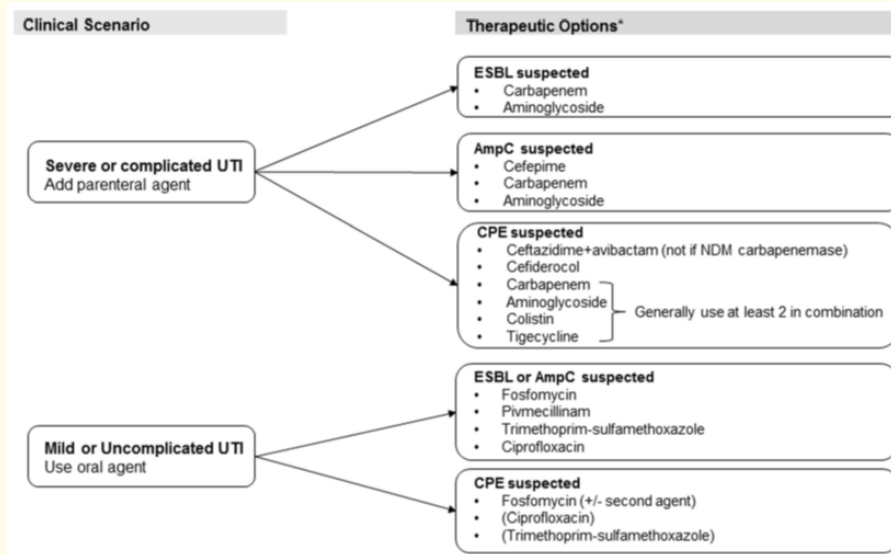 Clinical Scenario
Therapeutic Options*
Severe or complicated UTI
Add parenteral agent
ESBL suspected
• Carbapenem
• Aminoglycoside
AmpC suspected
• Cefepime
• Carbapenem
• Aminoglycoside
CPE suspected
• Ceftazidime+avibactam (not if NDM carbapenemase)
• Cefiderocol
• Carbapenem
• Aminoglycoside
• Colistin
• Tigecycline
Generally use at least 2 in combination
Mild or Uncomplicated UTI
Use oral agent
ESBL or AmpC suspected
• Fosfomycin
• Pivmecillinam
• Trimethoprim-sulfamethoxazole
• Ciprofloxacin
CPE suspected
• Fosfomycin (+/- second agent)
• (Ciprofloxacin)
• (Trimethoprim-sulfamethoxazole)